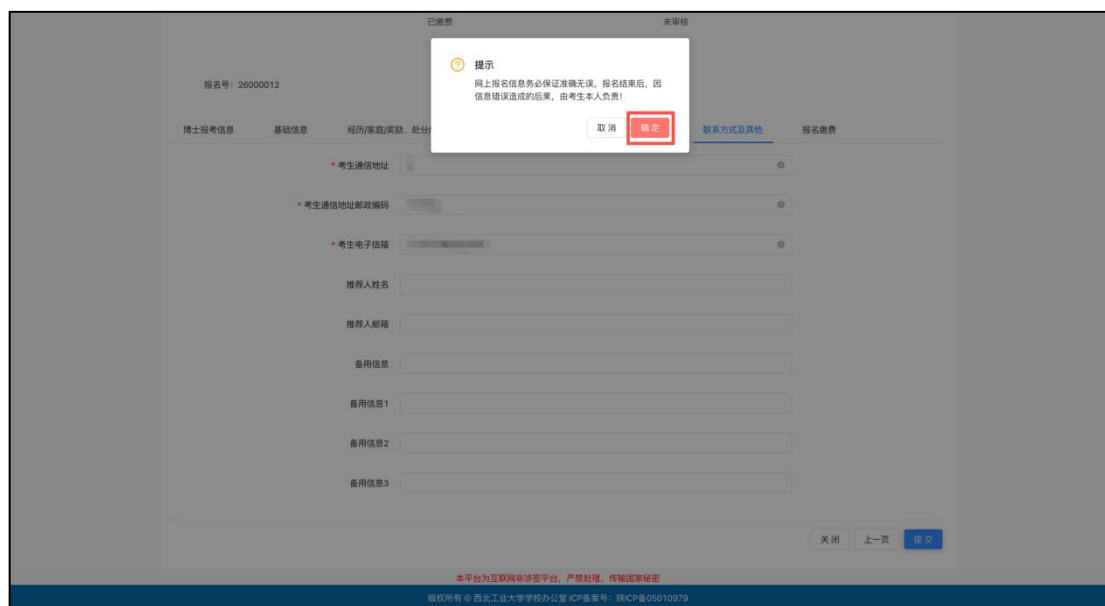 已缴费 未审核
提示
网上报名信息务必保证准确无误，报名结束后，因
信息错误造成的后果，由考生本人负责！
取 消 确 定
报名号：26000012
博士报考信息 基础信息 经历/家庭/奖励、处分/ 联系方式及其他 报名缴费
* 考生通信地址
* 考生通信地址邮政编码
* 考生电子信箱
推荐人姓名
推荐人邮箱
备用信息
备用信息1
备用信息2
备用信息3
关 闭 上一页 提 交
本平台为互联网非涉密平台，严禁处理、传输国家秘密
版权所有 © 西北工业大学学校办公室 ICP备案号：陕ICP备05010979